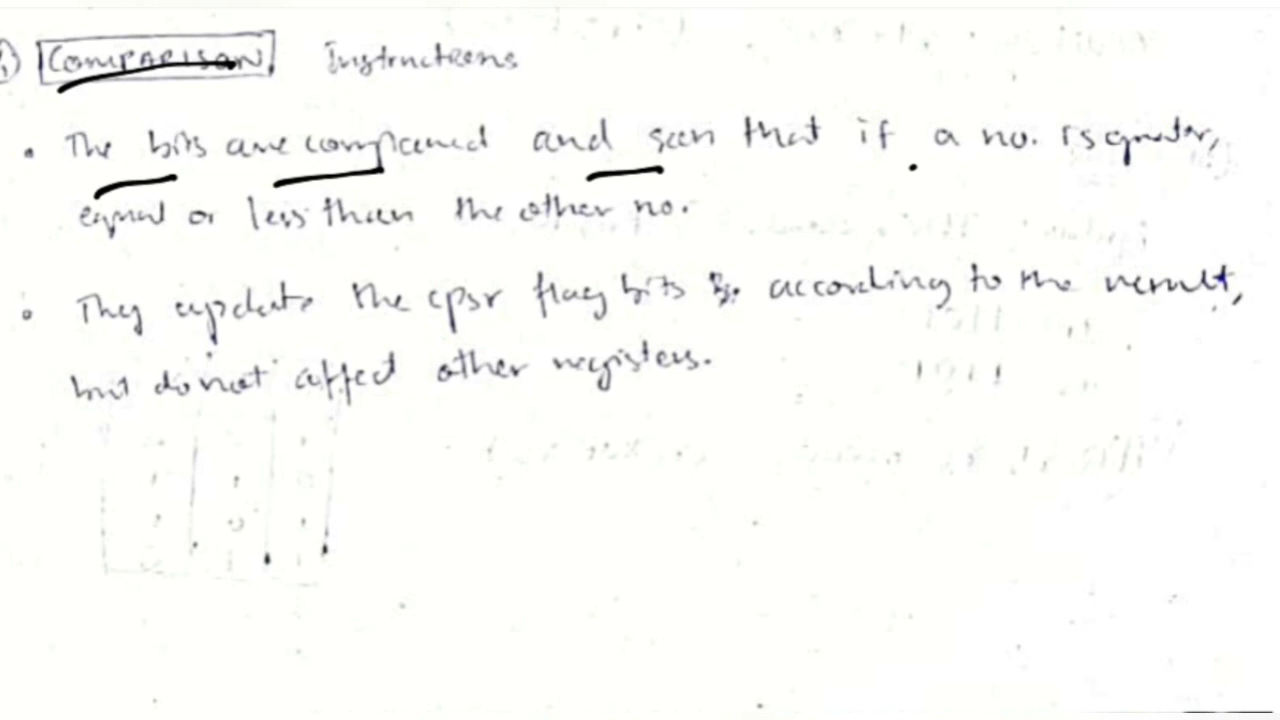 COMPARISON Instructions
• The bits are compared and seen that if a no. is greater,
equal or less than the other no.
• They update the cpsr flag bits according to the result,
but do not affect other registers.